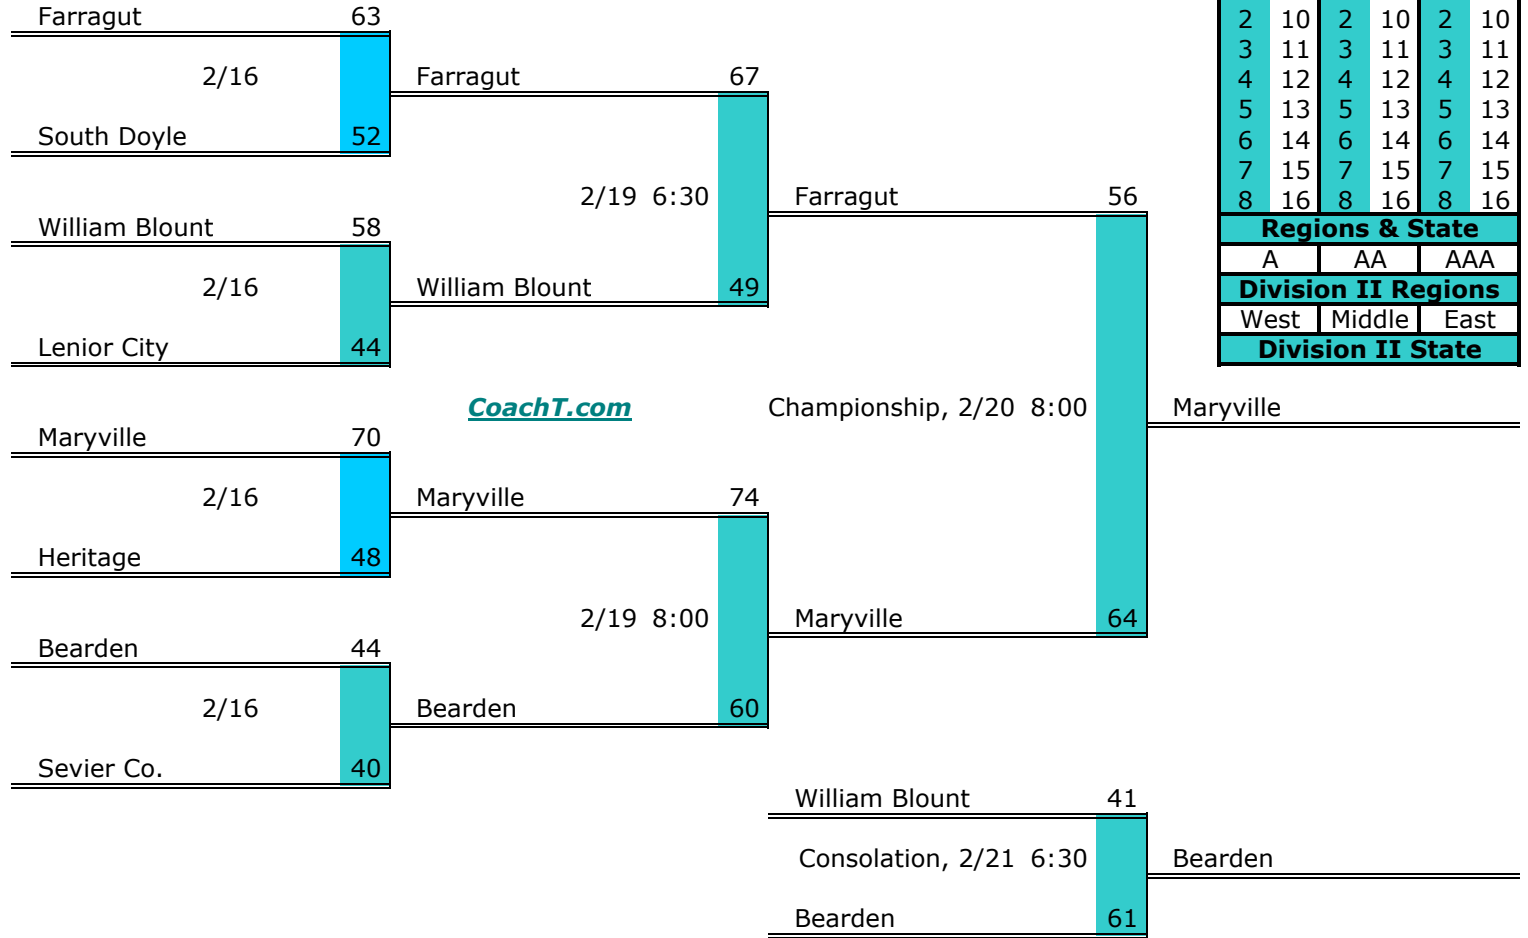 Farragut 63
2 10 2 10 2 10
3 11 3 11 3 11
2/16 Farragut 67
4 12 4 12 4 12
5 13 5 13 5 13
South Doyle 52
6 14 6 14 6 14
7 15 7 15 7 15
2/19 6:30 Farragut 56
8 16 8 16 8 16
William Blount 58
Regions & State
A AA AAA
2/16 William Blount 49
Division II Regions
West Middle East
Lenior City 44
Division II State
CoachT.com Championship, 2/20 8:00 Maryville
Maryville 70
2/16 Maryville 74
Heritage 48
2/19 8:00 Maryville 64
Bearden 44
2/16 Bearden 60
Sevier Co. 40
William Blount 41
Consolation, 2/21 6:30 Bearden
Bearden 61